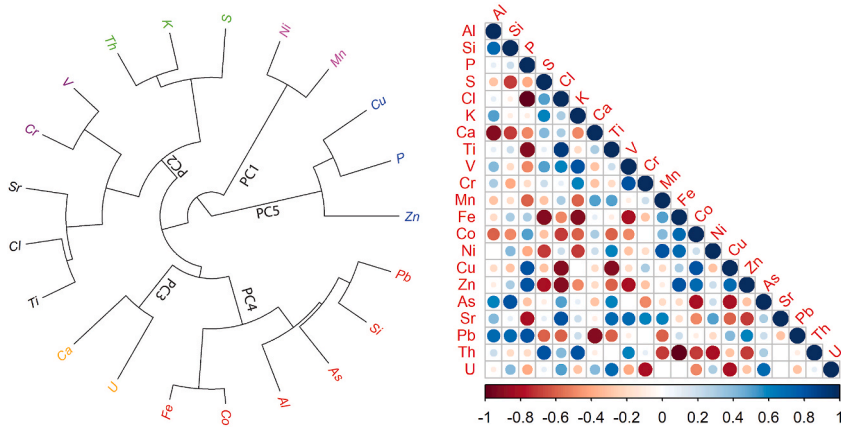 Th
K
S
Ni
Mn
V
Cr
Cu
P
Zn
Sr
Cl
Ti
Ca
U
Fe
Co
Al
As
Si
Pb
PC1
PC2
PC3
PC4
PC5
Al
Si
P
S
Cl
K
Ca
Ti
V
Cr
Mn
Fe
Co
Ni
Cu
Zn
As
Sr
Pb
Th
U
Al
Si
P
S
Cl
K
Ca
Ti
V
Cr
Mn
Fe
Co
Ni
Cu
Zn
As
Sr
Pb
Th
U
-1 -0.8 -0.6 -0.4 -0.2 0 0.2 0.4 0.6 0.8 1